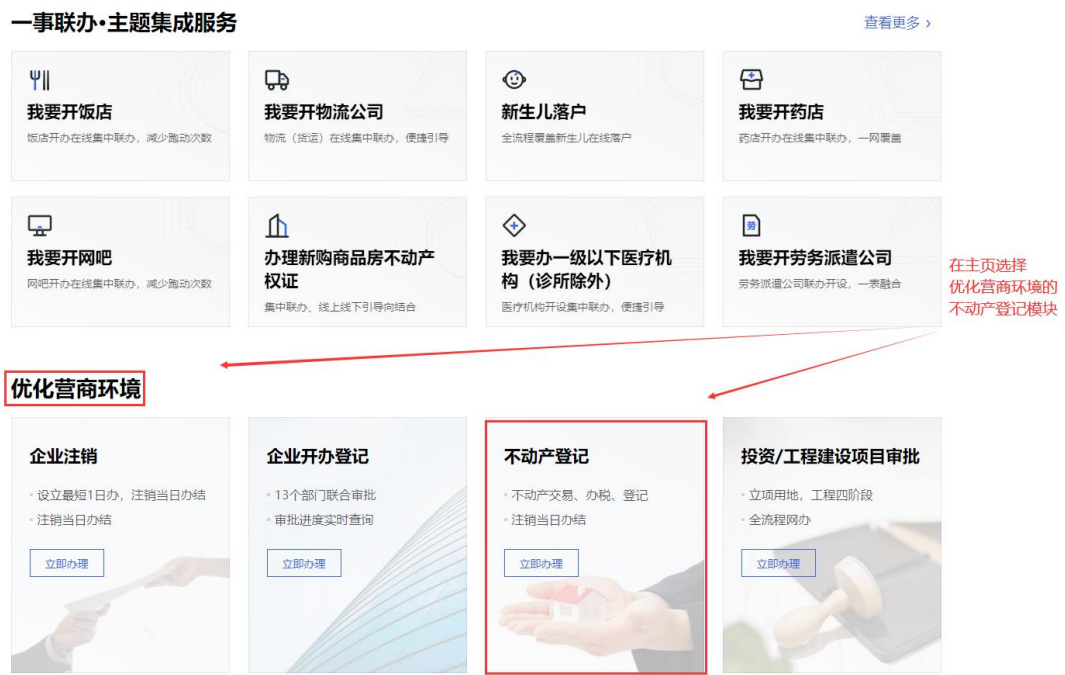 一事联办·主题集成服务
查看更多 ›
我要开饭店
饭店开办在线集中联办，减少跑动次数
我要开物流公司
物流（货运）在线集中联办，便捷引导
新生儿落户
全流程覆盖新生儿在线落户
我要开药店
药店开办在线集中联办，一网覆盖
我要开网吧
网吧开办在线集中联办，减少跑动次数
办理新购商品房不动产
权证
集中联办、线上线下引导向结合
我要办一级以下医疗机
构（诊所除外）
医疗机构开设集中联办，便捷引导
劳
我要开劳务派遣公司
劳务派遣公司联办开设，一表融合
在主页选择
优化营商环境的
不动产登记模块
优化营商环境
企业注销
设立最短1日办，注销当日办结
注销当日办结
立即办理
企业开办登记
13个部门联合审批
审批进度实时查询
立即办理
不动产登记
不动产交易、办税、登记
注销当日办结
立即办理
投资/工程建设项目审批
立项用地，工程四阶段
全流程网办
立即办理